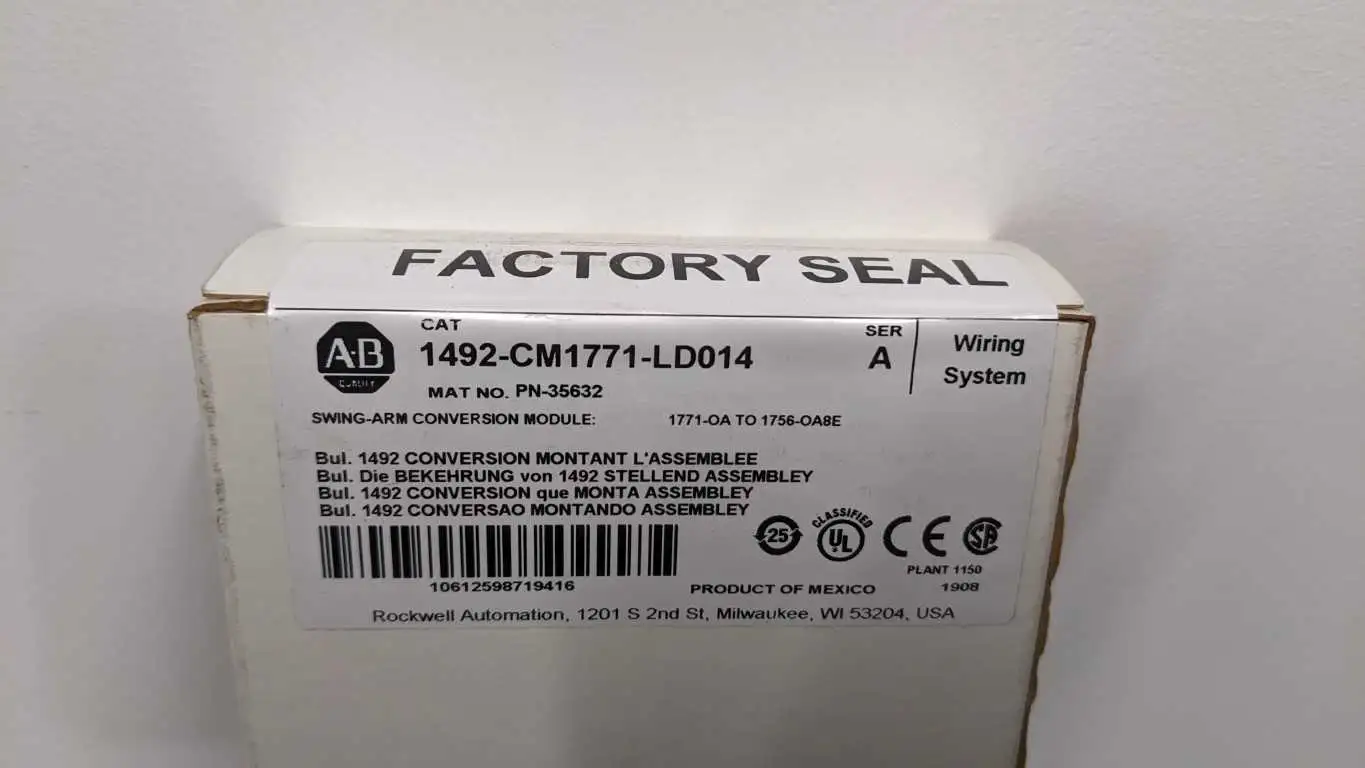 FACTORY SEAL
A-B
QUALITY
CAT
1492-CM1771-LD014
MAT NO. PN-35632
SER
A
Wiring
System
SWING-ARM CONVERSION MODULE: 1771-OA TO 1756-OA8E
Bul. 1492 CONVERSION MONTANT L'ASSEMBLEE
Bul. Die BEKEHRUNG von 1492 STELLEND ASSEMBLEY
Bul. 1492 CONVERSION que MONTA ASSEMBLEY
Bul. 1492 CONVERSAO MONTANDO ASSEMBLEY
25
CLASSIFIED
UL
CE
SA
PLANT 1150
10612598719416
PRODUCT OF MEXICO
1908
Rockwell Automation, 1201 S 2nd St, Milwaukee, WI 53204, USA